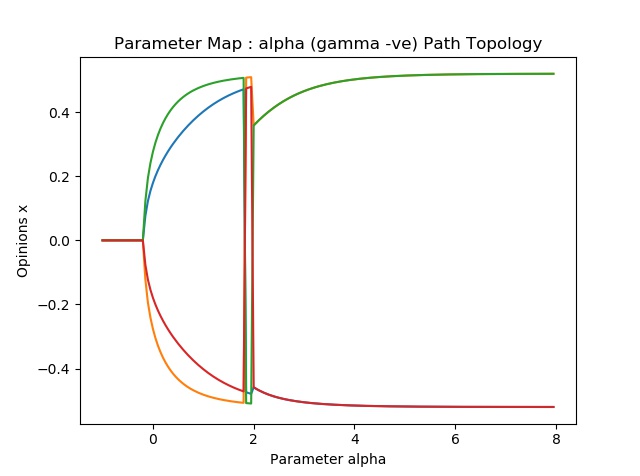 Parameter Map : alpha (gamma -ve) Path Topology
Opinions x
0.4
0.2
0.0
−0.2
−0.4
0 2 4 6 8
Parameter alpha